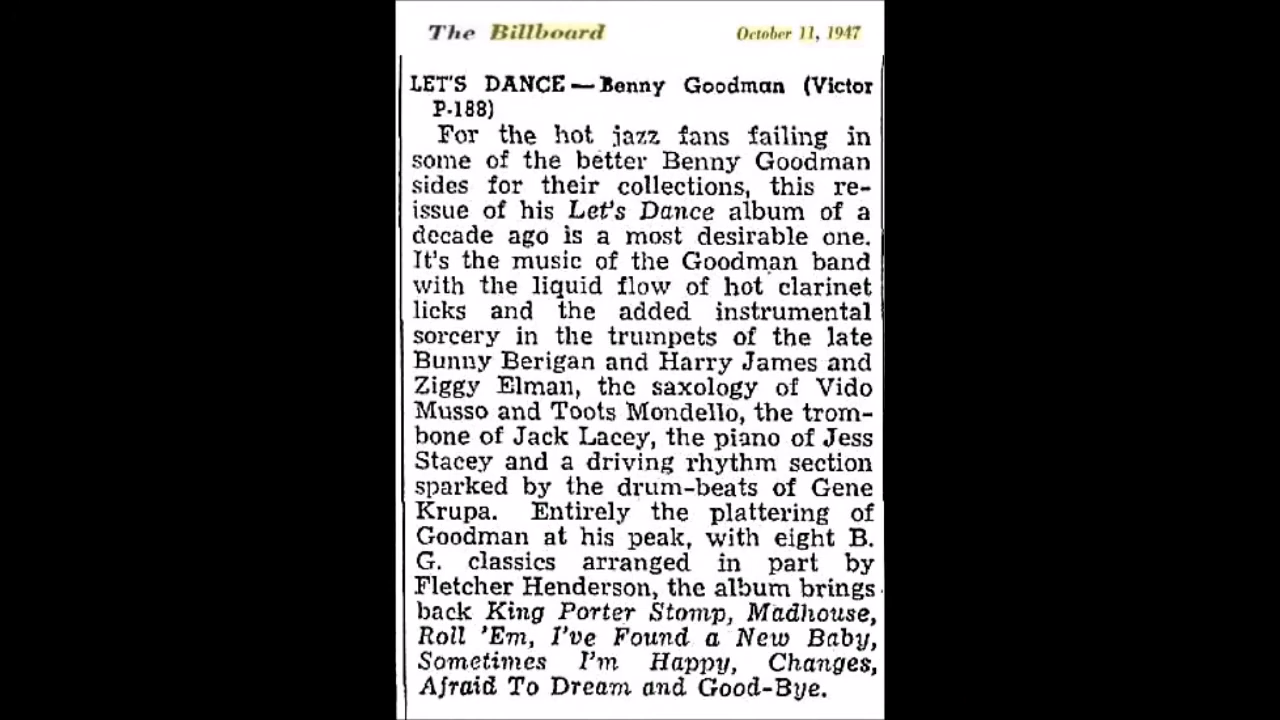 The Billboard October 11, 1947
LET'S DANCE — Benny Goodman (Victor
P-188)
For the hot jazz fans failing in
some of the better Benny Goodman
sides for their collections, this re-
issue of his Let's Dance album of a
decade ago is a most desirable one.
It's the music of the Goodman band
with the liquid flow of hot clarinet
licks and the added instrumental
sorcery in the trumpets of the late
Bunny Berigan and Harry James and
Ziggy Elman, the saxology of Vido
Musso and Toots Mondello, the trom-
bone of Jack Lacey, the piano of Jess
Stacey and a driving rhythm section
sparked by the drum-beats of Gene
Krupa. Entirely the plattering of
Goodman at his peak, with eight B.
G. classics arranged in part by
Fletcher Henderson, the album brings
back King Porter Stomp, Madhouse,
Roll 'Em, I've Found a New Baby,
Sometimes I'm Happy, Changes,
Afraid To Dream and Good-Bye.